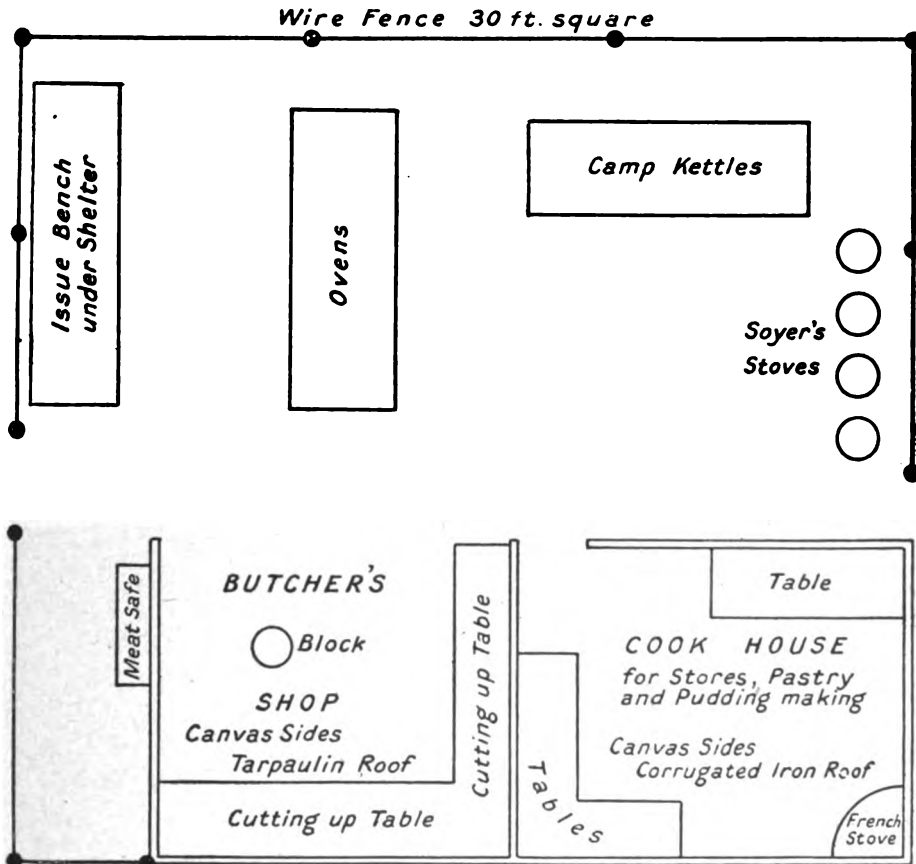 Wire Fence 30 ft. square
Issue Bench
under Shelter
Ovens
Camp Kettles
Soyer's
Stoves
Meat Safe
BUTCHER'S
Block
SHOP
Canvas Sides
Tarpaulin Roof
Cutting up Table
Cutting up Table
Tables
Table
COOK HOUSE
for Stores, Pastry
and Pudding making
Canvas Sides
Corrugated Iron Roof
French
Stove